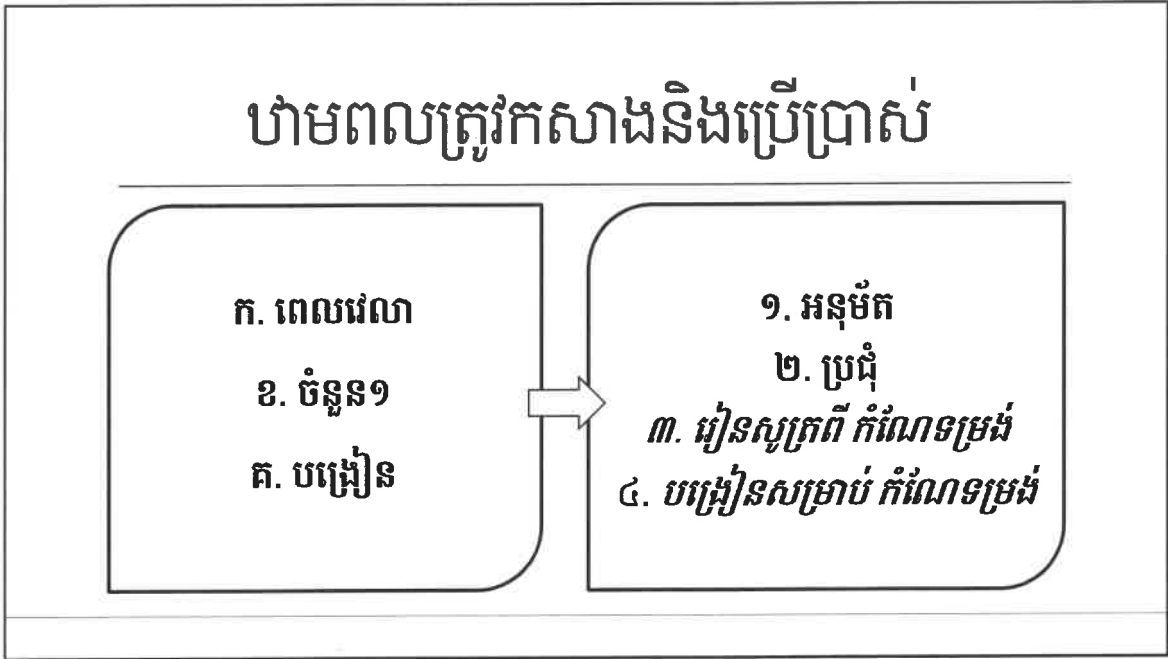 ឋាមពលត្រូវកសាងនិងប្រើប្រាស់
ក. ពេលវេលា
ខ. ចំនួន១
គ. បង្រៀន
១. អនុម័ត
២. ប្រជុំ
៣. រៀនសូត្រពី កំណែទម្រង់
៤. បង្រៀនសម្រាប់ កំណែទម្រង់